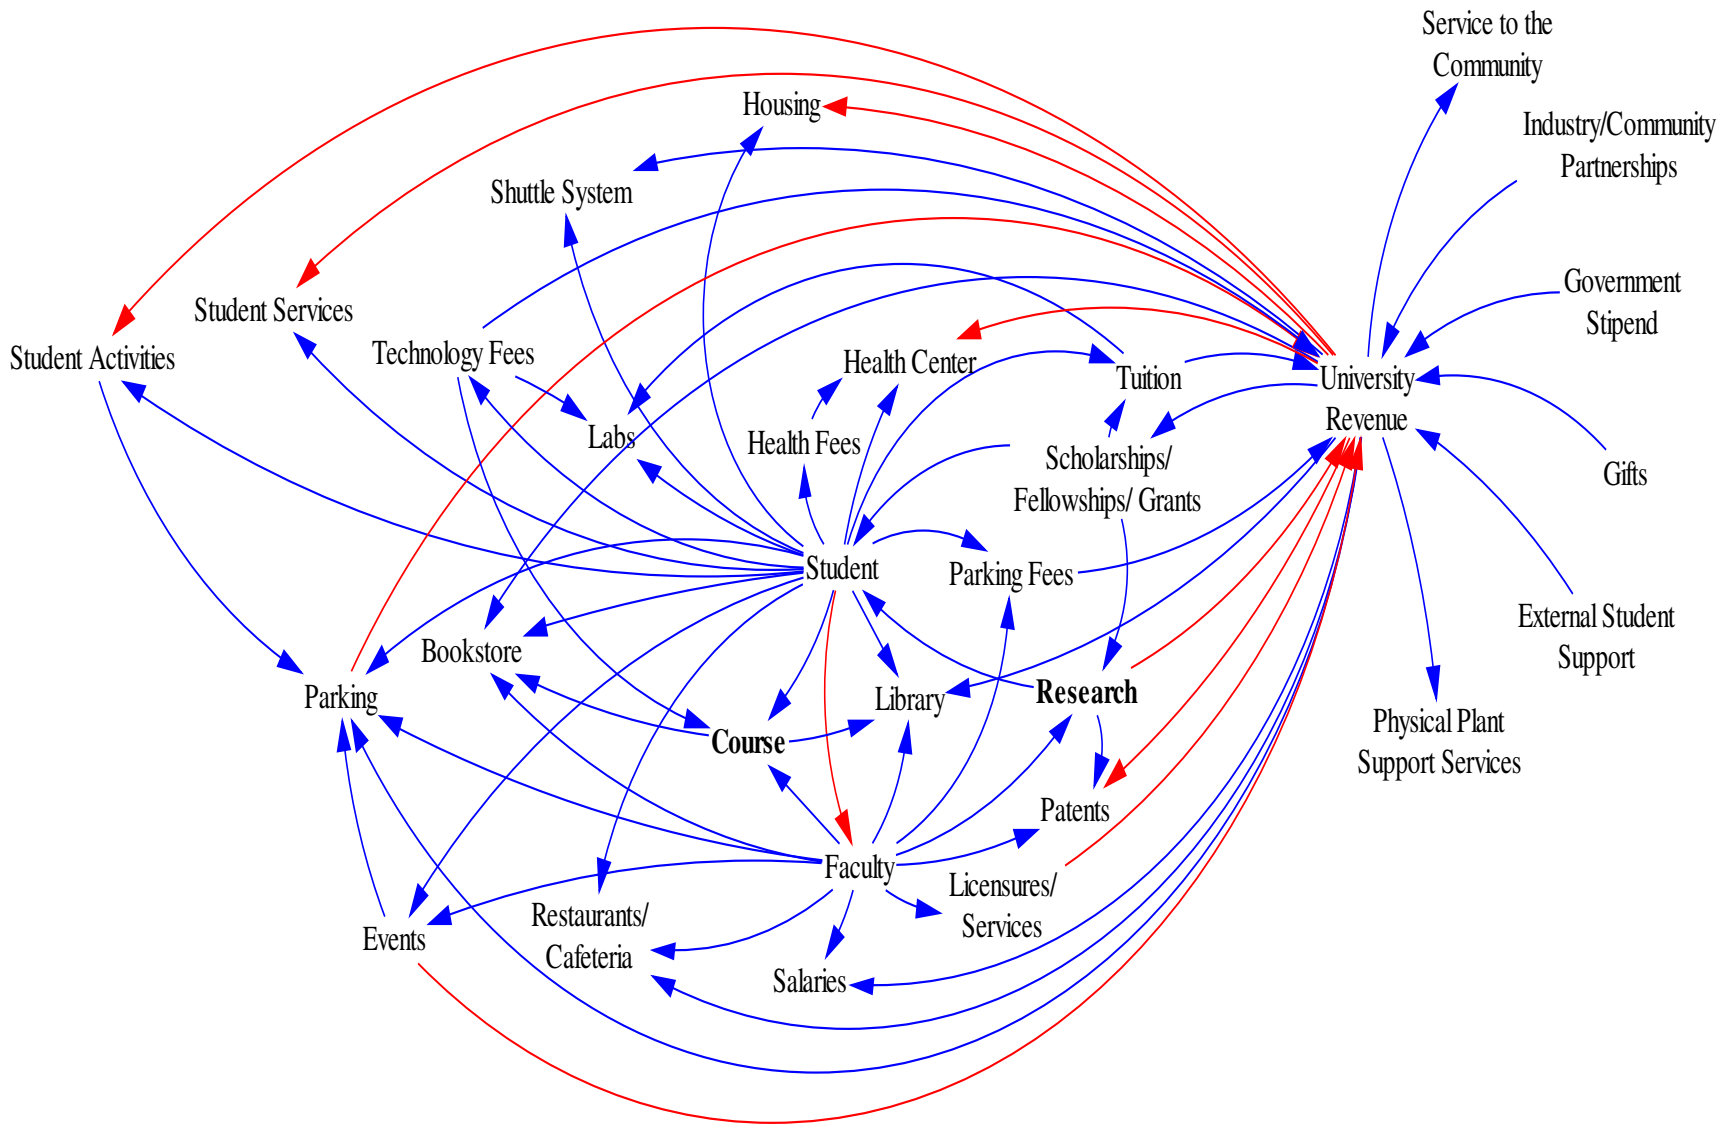 Service to the
Community
Housing
Industry/Community
Partnerships
Shuttle System
Government
Stipend
Student Services
Student Activities
Technology Fees
Health Center
Tuition
University
Revenue
Labs
Health Fees
Scholarships/
Fellowships/ Grants
Gifts
Student
Parking Fees
External Student
Support
Bookstore
Parking
Library
Research
Course
Physical Plant
Support Services
Patents
Faculty
Licensures/
Services
Events
Restaurants/
Cafeteria
Salaries